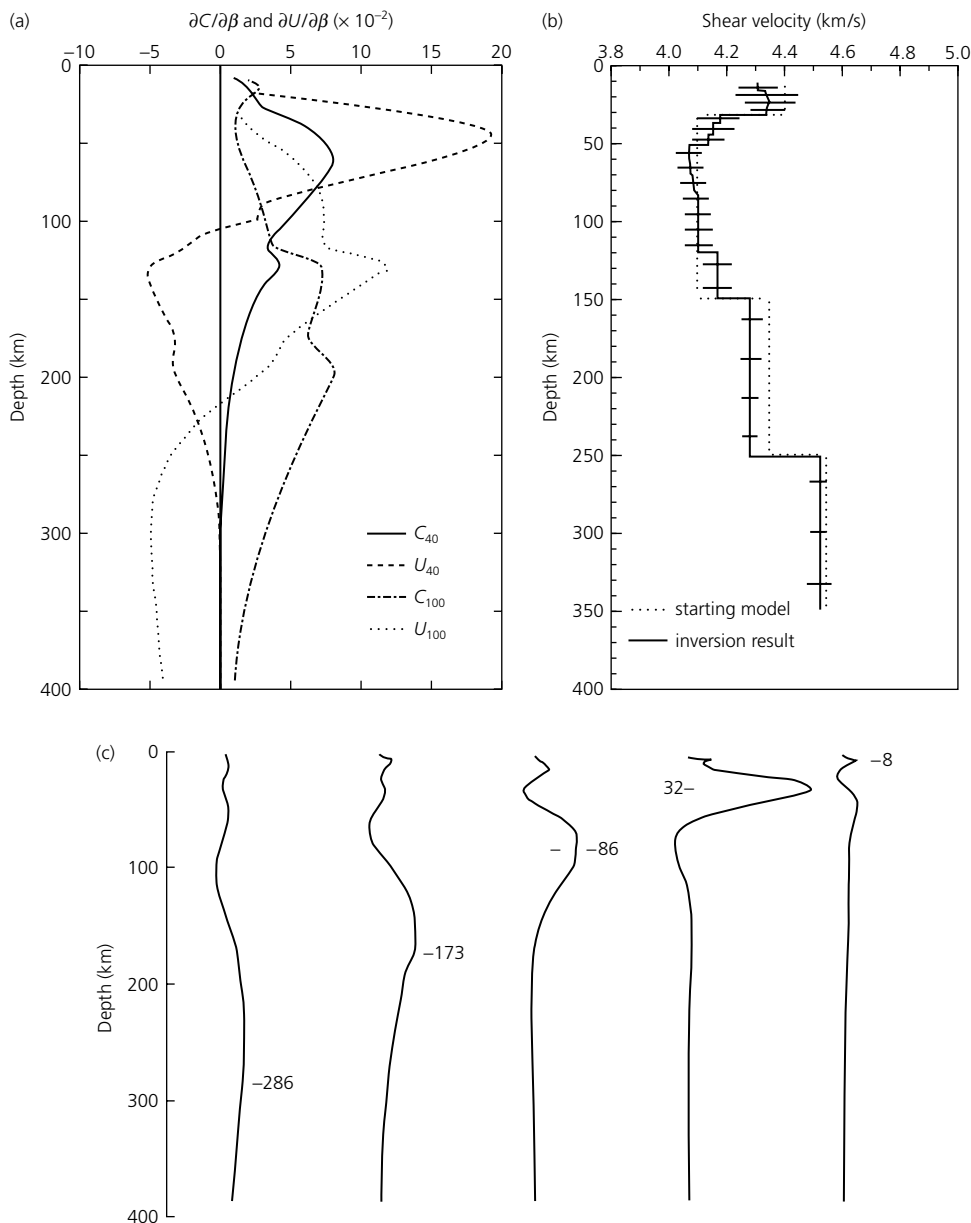 (a)
∂C/∂β and ∂U/∂β (× 10⁻²)
−10 −5 0 5 10 15 20
0
100
200
300
400
Depth (km)
C₄₀
U₄₀
C₁₀₀
U₁₀₀
(b)
Shear velocity (km/s)
3.8 4.0 4.2 4.4 4.6 4.8 5.0
0
50
100
150
200
250
300
350
400
Depth (km)
starting model
inversion result
(c)
0
100
200
300
400
Depth (km)
–286
–173
– –86
32–
–8